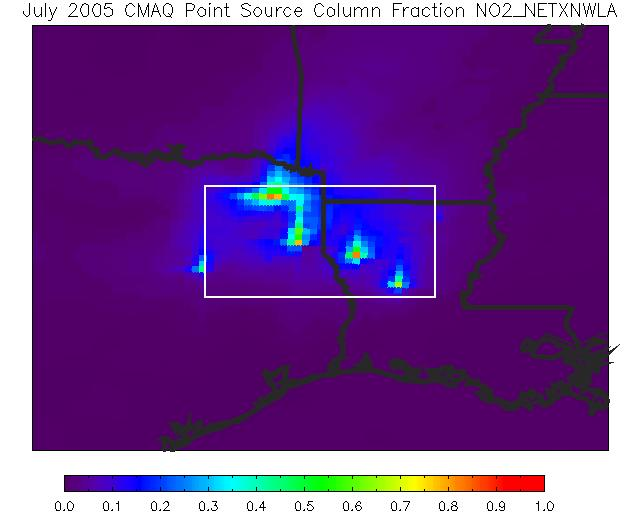 July 2005 CMAQ Point Source Column Fraction NO2_NETXNWLA
0.0 0.1 0.2 0.3 0.4 0.5 0.6 0.7 0.8 0.9 1.0